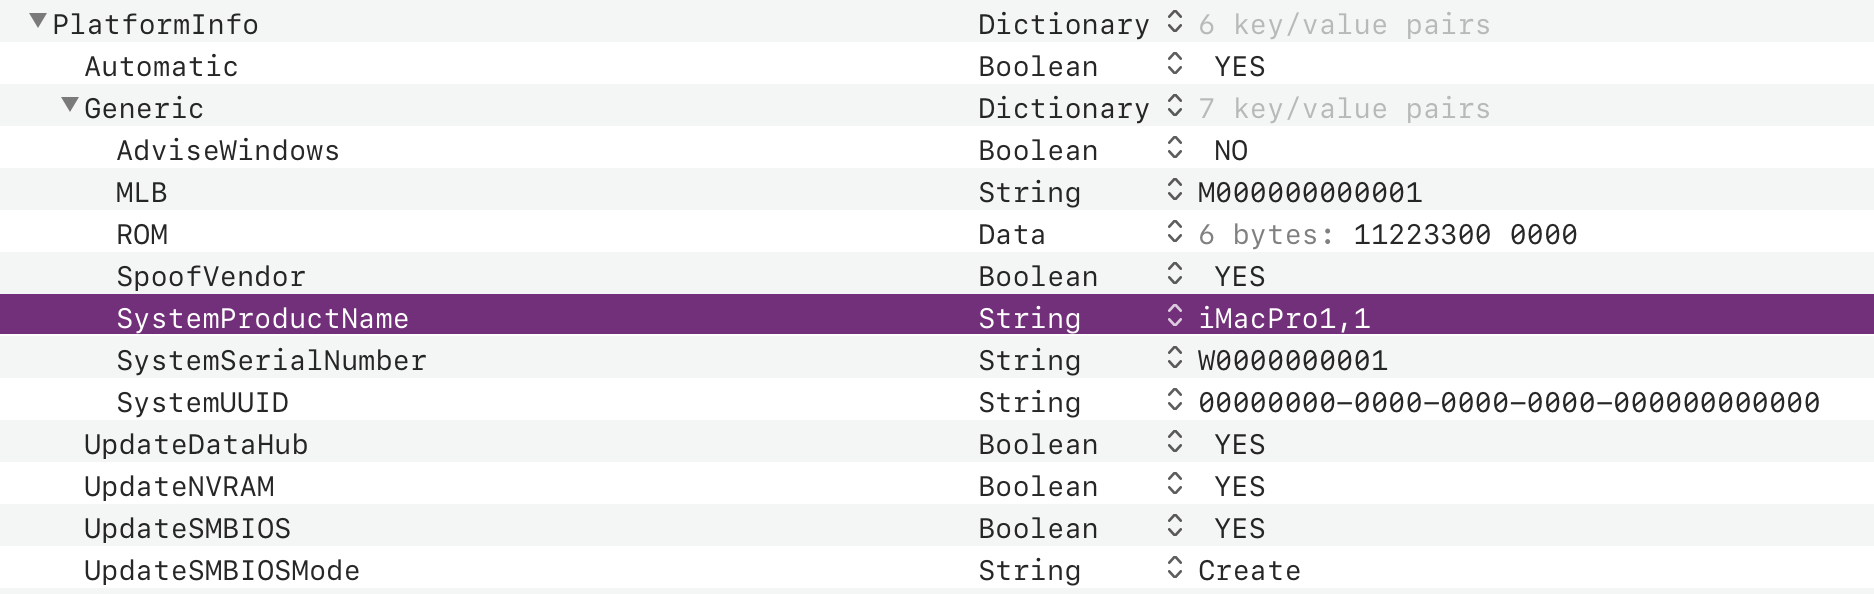 PlatformInfo Dictionary 6 key/value pairs
Automatic Boolean YES
Generic Dictionary 7 key/value pairs
AdviseWindows Boolean NO
MLB String M000000000001
ROM Data 6 bytes: 11223300 0000
SpoofVendor Boolean YES
SystemProductName String iMacPro1,1
SystemSerialNumber String W0000000001
SystemUUID String 00000000-0000-0000-0000-000000000000
UpdateDataHub Boolean YES
UpdateNVRAM Boolean YES
UpdateSMBIOS Boolean YES
UpdateSMBIOSMode String Create